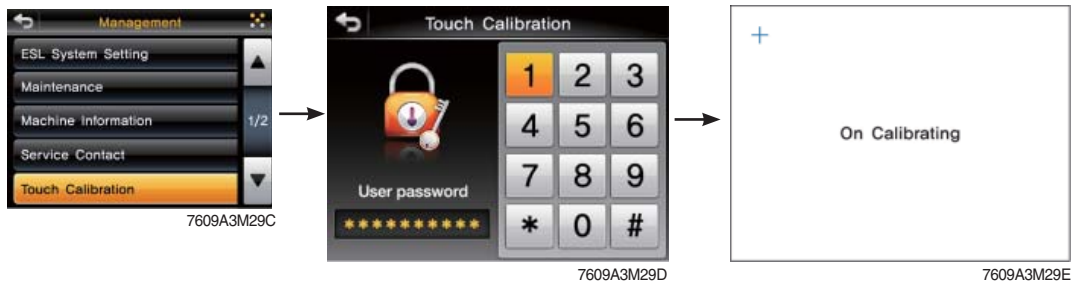 Management
ESL System Setting
Maintenance
Machine Information
1/2
Service Contact
Touch Calibration
7609A3M29C
Touch Calibration
1 2 3
4 5 6
7 8 9
* 0 #
User password
**********
7609A3M29D
On Calibrating
7609A3M29E